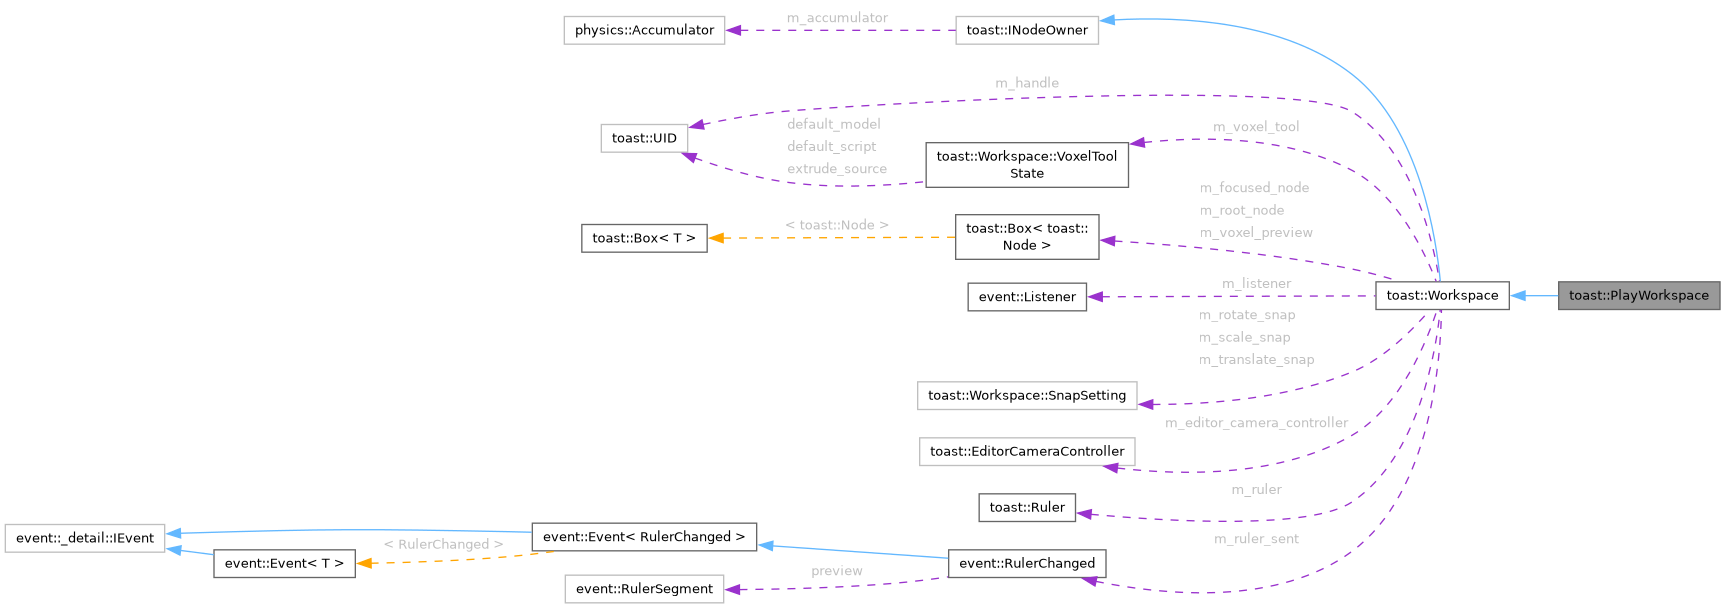 m_accumulator
physics::Accumulator
toast::INodeOwner
m_handle
toast::UID
default_model
default_script
extrude_source
m_voxel_tool
toast::Workspace::VoxelTool
State
m_focused_node
m_root_node
m_voxel_preview
toast::Box< T >
< toast::Node >
toast::Box< toast::
Node >
m_listener
event::Listener
toast::Workspace
toast::PlayWorkspace
m_rotate_snap
m_scale_snap
m_translate_snap
toast::Workspace::SnapSetting
m_editor_camera_controller
toast::EditorCameraController
m_ruler
toast::Ruler
m_ruler_sent
event::_detail::IEvent
event::Event< RulerChanged >
< RulerChanged >
event::Event< T >
event::RulerChanged
preview
event::RulerSegment